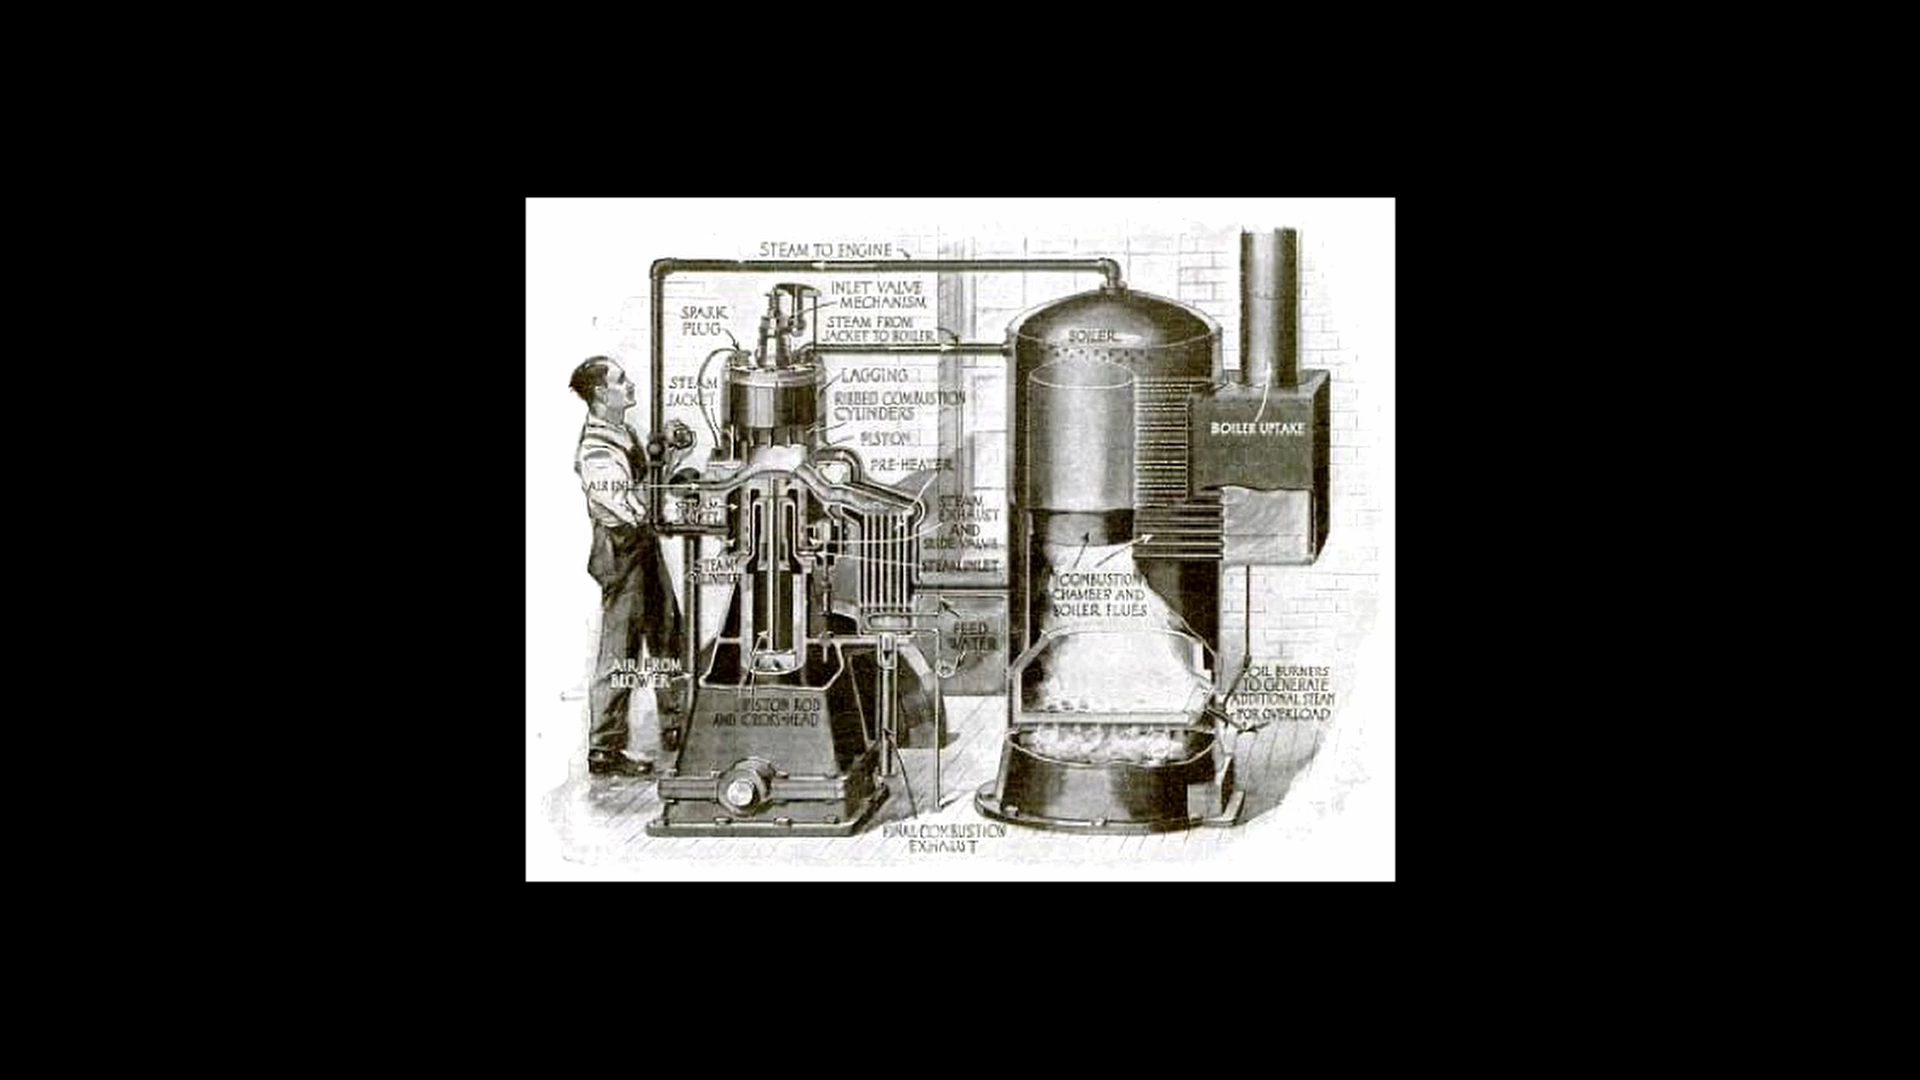 STEAM TO ENGINE
INLET VALVE
MECHANISM
SPARK
PLUG
STEAM FROM
JACKET TO BOILER
BOILER
STEAM
JACKET
LAGGING
RIBBED COMBUSTION
CYLINDERS
PISTON
BOILER UPTAKE
PRE-HEATER
AIR INLET
STEAM
JACKET
STEAM
EXHAUST
AND
SLIDE VALVE
STEAM INLET
STEAM
CYLINDER
COMBUSTION
CHAMBER AND
BOILER FLUES
FEED
WATER
AIR FROM
BLOWER
OIL BURNERS
TO GENERATE
ADDITIONAL STEAM
FOR OVERLOAD
PISTON ROD
AND CROSS-HEAD
FINAL COMBUSTION
EXHAUST